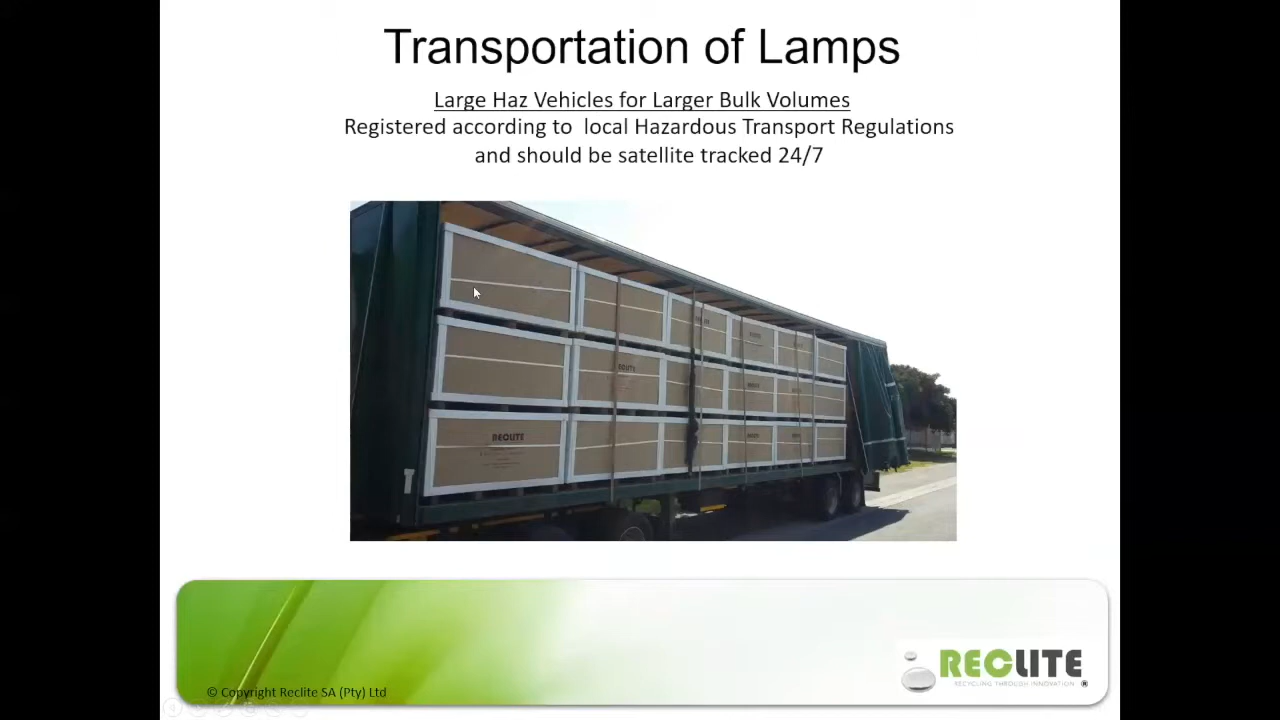 Transportation of Lamps
Large Haz Vehicles for Larger Bulk Volumes
Registered according to local Hazardous Transport Regulations
and should be satellite tracked 24/7
RECLITE
RECLITE
© Copyright Reclite SA (Pty) Ltd
RECLITE
RECYCLING THROUGH INNOVATION ®